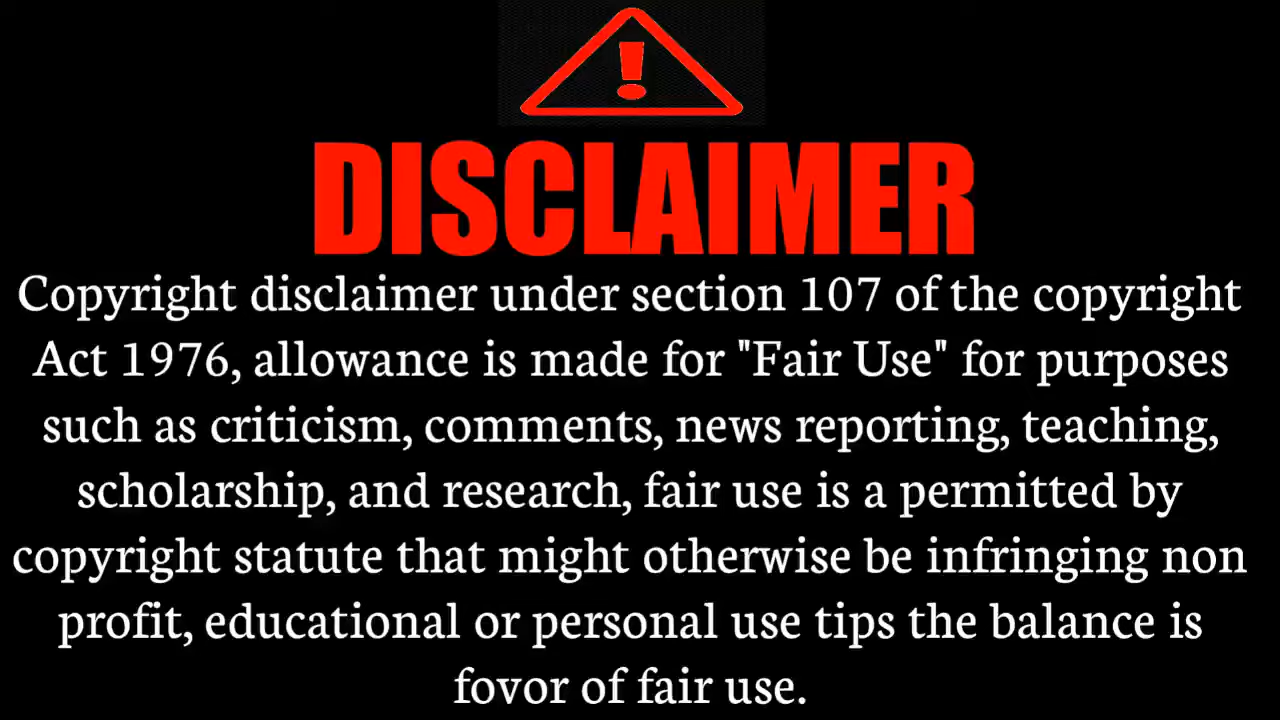 DISCLAIMER
Copyright disclaimer under section 107 of the copyright
Act 1976, allowance is made for "Fair Use" for purposes
such as criticism, comments, news reporting, teaching,
scholarship, and research, fair use is a permitted by
copyright statute that might otherwise be infringing non
profit, educational or personal use tips the balance is
fovor of fair use.